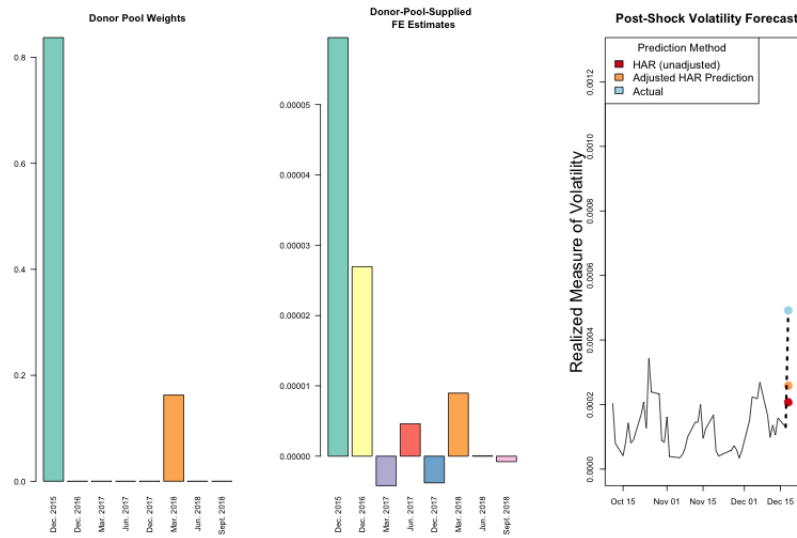 Donor Pool Weights
0.8
0.6
0.4
0.2
0.0
Dec. 2015
Dec. 2016
Mar. 2017
Jun. 2017
Dec. 2017
Mar. 2018
Jun. 2018
Sept. 2018
Donor-Pool-Supplied
FE Estimates
0.00005
0.00004
0.00003
0.00002
0.00001
0.00000
Dec. 2015
Dec. 2016
Mar. 2017
Jun. 2017
Dec. 2017
Mar. 2018
Jun. 2018
Sept. 2018
Post-Shock Volatility Forecast
Prediction Method
HAR (unadjusted)
Adjusted HAR Prediction
Actual
Realized Measure of Volatility
0.0012
0.0010
0.0008
0.0006
0.0004
0.0002
0.0000
Oct 15
Nov 01
Nov 15
Dec 01
Dec 15